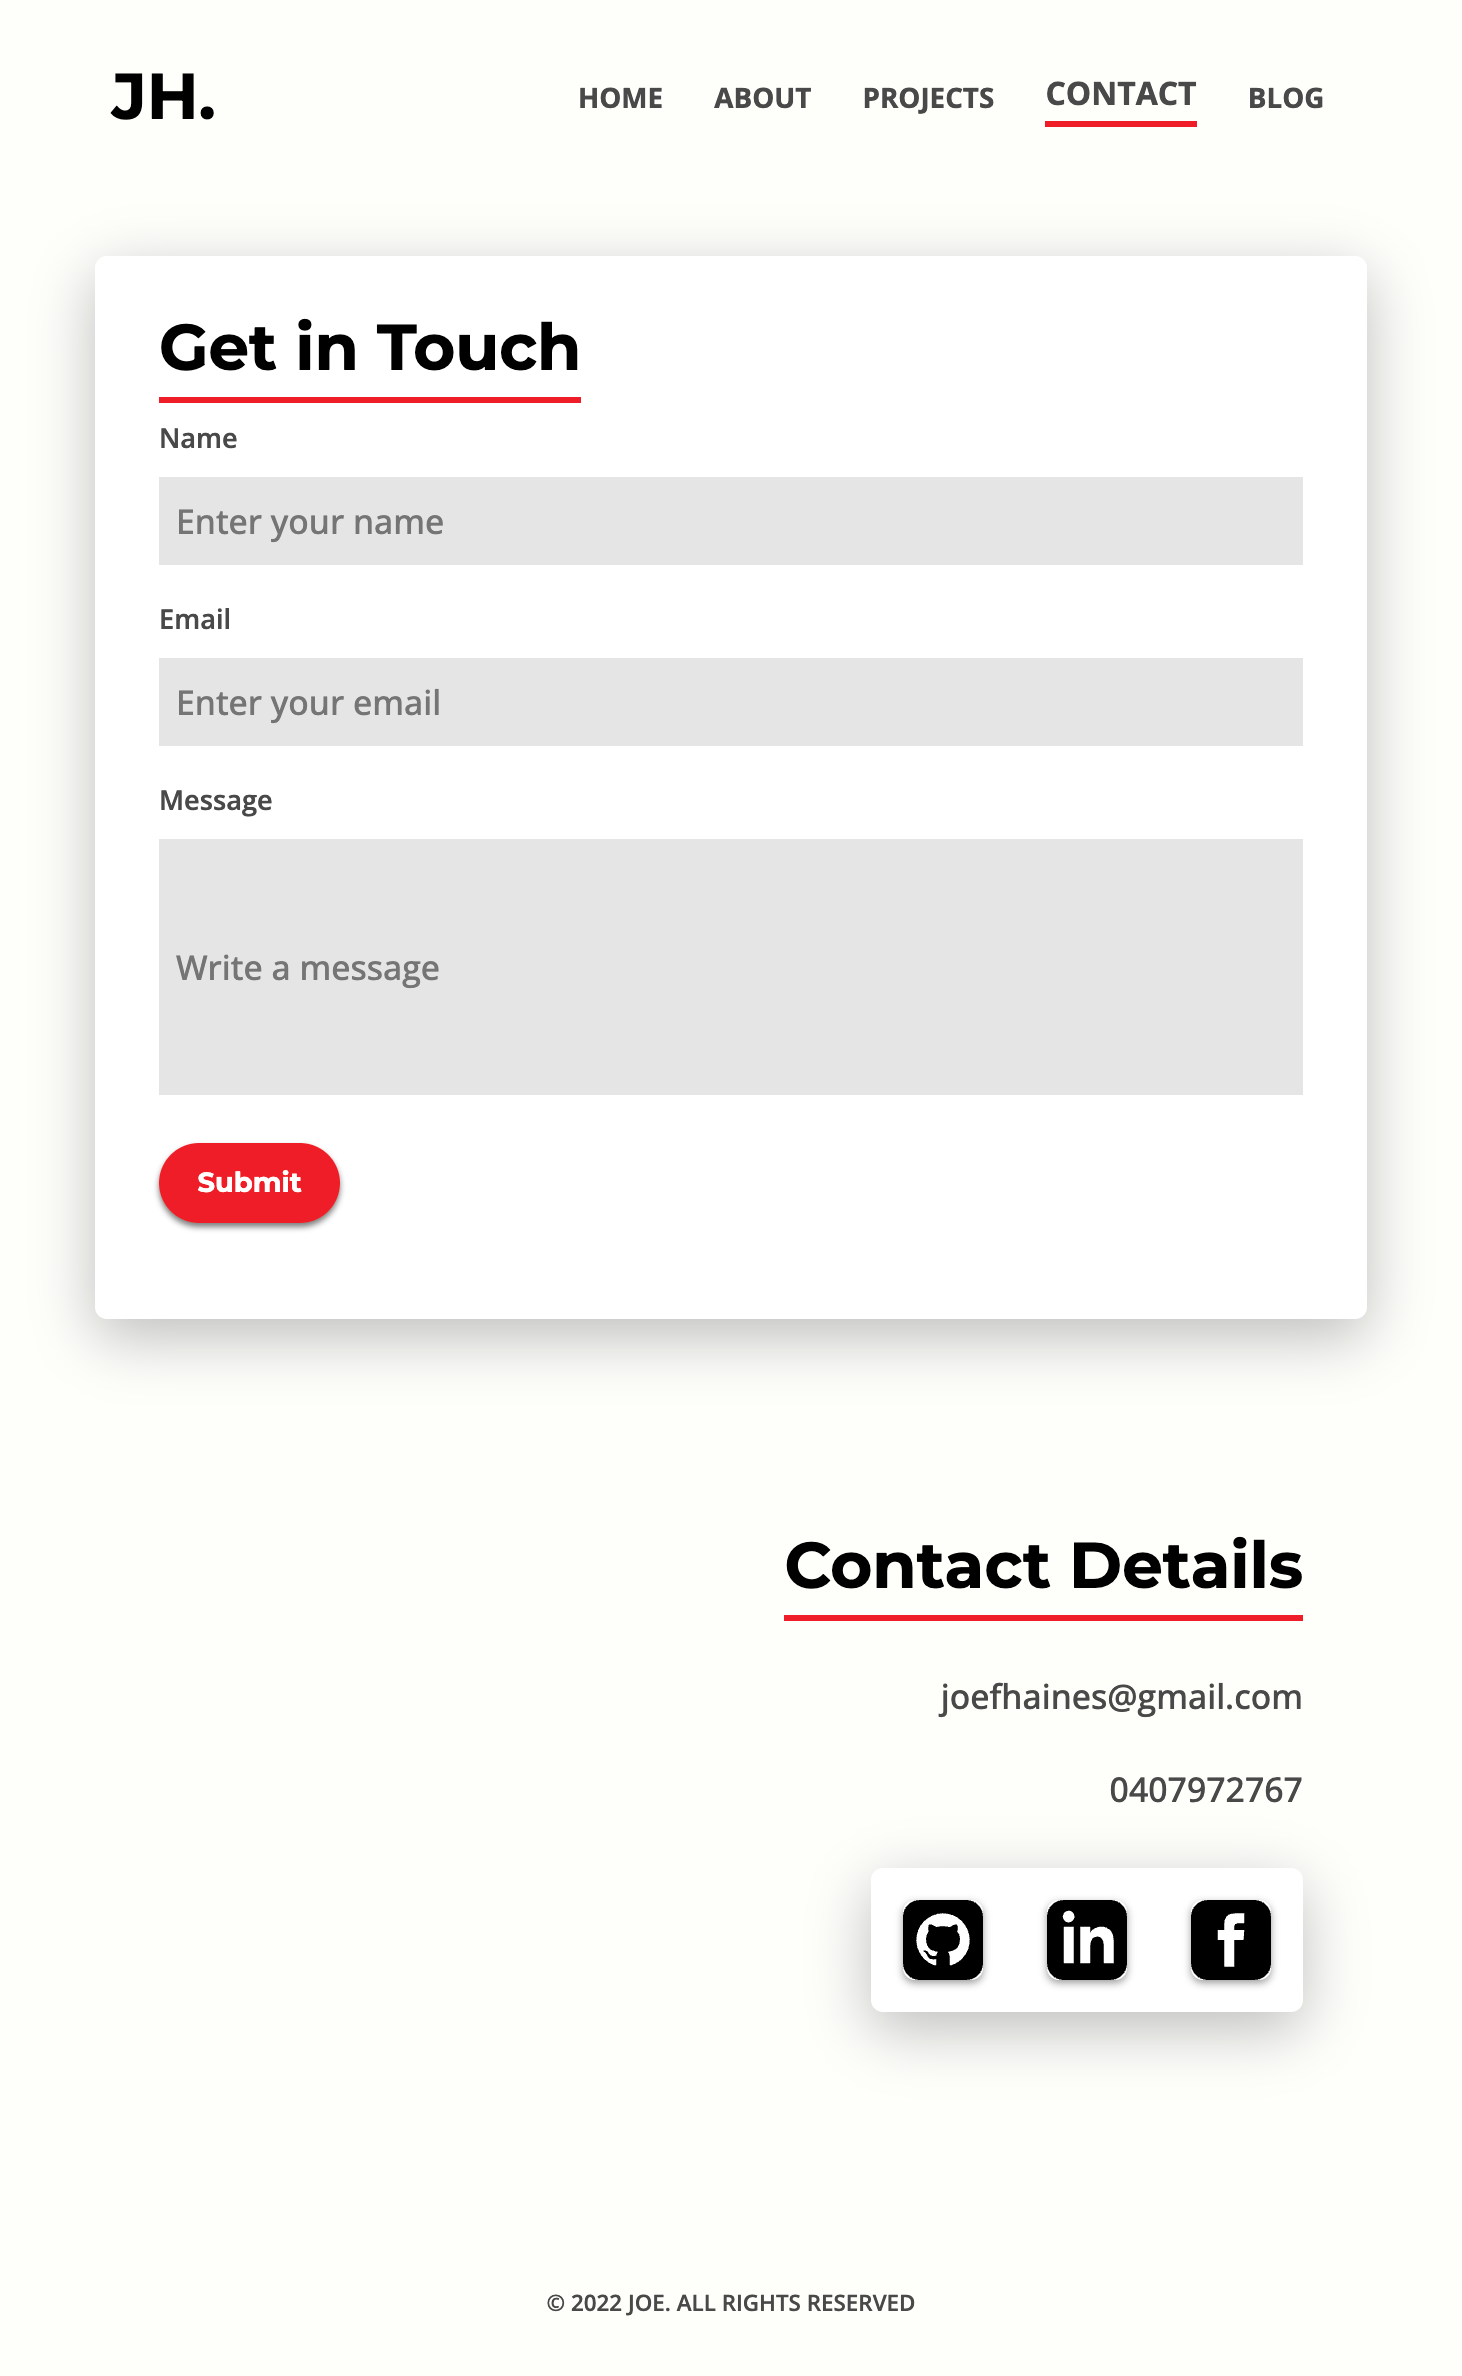 JH.
HOME ABOUT PROJECTS CONTACT BLOG
Get in Touch
Name
Enter your name
Email
Enter your email
Message
Write a message
Submit
Contact Details
joefhaines@gmail.com
0407972767
in f
© 2022 JOE. ALL RIGHTS RESERVED